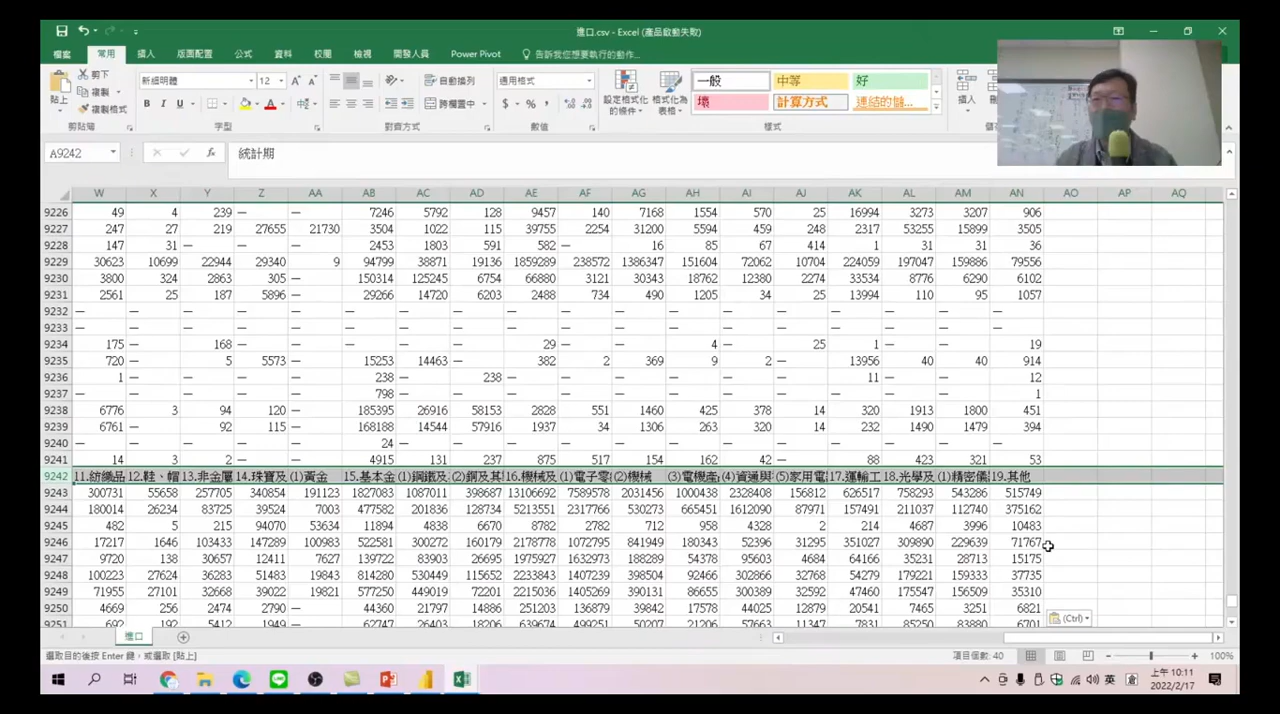 進口.csv - Excel (產品啟動失敗)
檔案 常用 插入 版面配置 公式 資料 校閱 檢視 開發人員 Power Pivot 告訴我您想要執行的動作...
貼上 剪下 複製 複製格式 新細明體 12 自動換列 跨欄置中 通用格式 設定格式化的條件 格式化為表格 一般 中等 好 壞 計算方式 連結的儲... 插入
剪貼簿 字型 對齊方式 數值 樣式
A9242 統計期
W X Y Z AA AB AC AD AE AF AG AH AI AJ AK AL AM AN AO AP AQ
9226 49 4 239 — — 7246 5792 128 9457 140 7168 1554 570 25 16994 3273 3207 906
9227 247 27 219 27655 21730 3504 1022 115 39755 2254 31200 5594 459 248 2317 53255 15899 3505
9228 147 31 — — — 2453 1803 591 582 — 16 85 67 414 1 31 31 36
9229 30623 10699 22944 29340 9 94799 38871 19136 1859289 238572 1386347 151604 72062 10704 224059 197047 159886 79556
9230 3800 324 2863 305 — 150314 125245 6754 66880 3121 30343 18762 12380 2274 33534 8776 6290 6102
9231 2561 25 187 5896 — 29266 14720 6203 2488 734 490 1205 34 25 13994 110 95 1057
9232 — — — — — — — — — — — — — — — — — —
9233 — — — — — — — — — — — — — — — — — —
9234 175 — 168 — — — — — 29 — — 4 — 25 1 — — 19
9235 720 — 5 5573 — 15253 14463 — 382 2 369 9 2 — 13956 40 40 914
9236 1 — — — — 238 — 238 — — — — — — 11 — — 12
9237 — — — — — 798 — — — — — — — — — — — 1
9238 6776 3 94 120 — 185395 26916 58153 2828 551 1460 425 378 14 320 1913 1800 451
9239 6761 — 92 115 — 168188 14544 57916 1937 34 1306 263 320 14 232 1490 1479 394
9240 — — — — — 24 — — — — — — — — — — — —
9241 14 3 2 — — 4915 131 237 875 517 154 162 42 — 88 423 321 53
9242 11.紡織品 12.鞋、帽 13.非金屬 14.珠寶及 (1)黃金 15.基本金 (1)鋼鐵及 (2)銅及其 16.機械及 (1)電子零 (2)機械 (3)電機產 (4)資通與 (5)家用電 17.運輸工 18.光學及 (1)精密儀 19.其他
9243 300731 55658 257705 340854 191123 1827083 1087011 398687 13106692 7589578 2031456 1000438 2328408 156812 626517 758293 543286 515749
9244 180014 26234 83725 39524 7003 477582 201836 128734 5213551 2317766 530273 665451 1612090 87971 157491 211037 112740 375162
9245 482 5 215 94070 53634 11894 4838 6670 8782 2782 712 958 4328 2 214 4687 3996 10483
9246 17217 1646 103433 147289 100983 522581 300272 160179 2178778 1072795 841949 180343 52396 31295 351027 309890 229639 71767
9247 9720 138 30657 12411 7627 139722 83903 26695 1975927 1632973 188289 54378 95603 4684 64166 35231 28713 15175
9248 100223 27624 36283 51483 19843 814280 530449 115652 2233843 1407239 398504 92466 302866 32768 54279 179221 159333 37735
9249 71955 27101 32668 39022 19821 577250 449019 72201 2215036 1405269 390131 86655 300389 32592 47460 175547 156509 35310
9250 4669 256 2474 2790 — 44360 21797 14886 251203 136879 39842 17578 44025 12879 20541 7465 3251 6821
9251 692 192 5412 1949 — 62747 26403 18206 639674 499251 50207 21206 57663 11347 7831 85250 83880 6701
(Ctrl)
進口
選取目的後按 Enter 鍵，或選取 [貼上] 項目個數: 40 100%
英
上午 10:11
2022/2/17